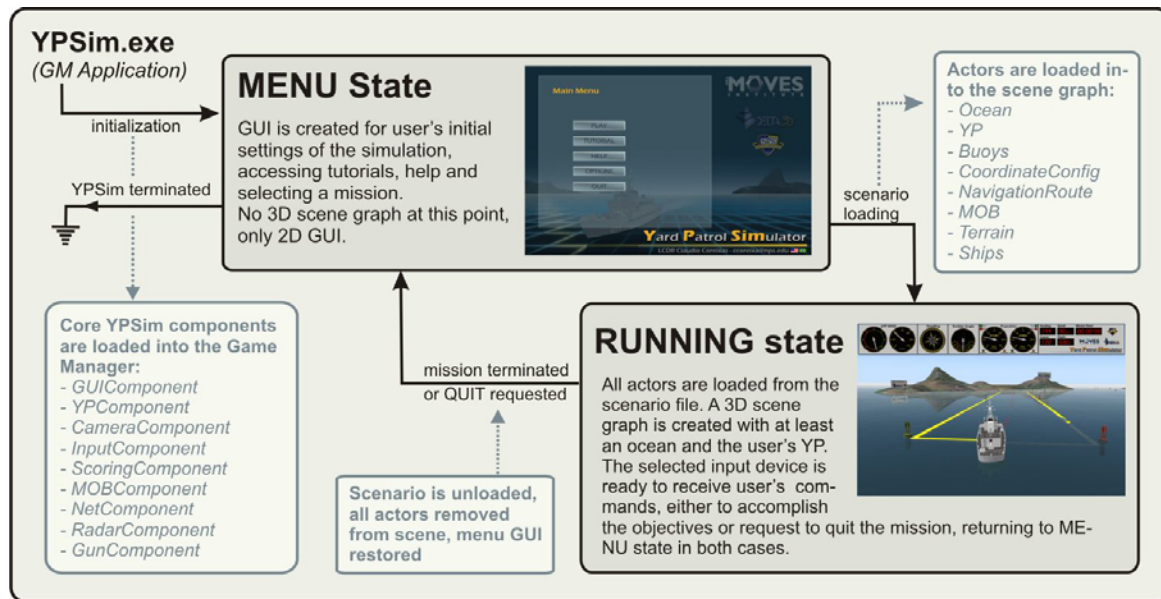 YPSim.exe
(GM Application)
initialization
YPSim terminated
MENU State
GUI is created for user's initial
settings of the simulation,
accessing tutorials, help and
selecting a mission.
No 3D scene graph at this point,
only 2D GUI.
Main Menu
PLAY
TUTORIAL
HELP
OPTIONS
QUIT
MOVES
INSTITUTE
DELTA3D
Yard Patrol SIMulator
scenario
loading
Actors are loaded in-
to the scene graph:
- Ocean
- YP
- Buoys
- CoordinateConfig
- NavigationRoute
- MOB
- Terrain
- Ships
Core YPSim components
are loaded into the Game
Manager:
- GUIComponent
- YPComponent
- CameraComponent
- InputComponent
- ScoringComponent
- MOBComponent
- NetComponent
- RadarComponent
- GunComponent
mission terminated
or QUIT requested
Scenario is unloaded,
all actors removed
from scene, menu GUI
restored
RUNNING state
All actors are loaded from the
scenario file. A 3D scene
graph is created with at least
an ocean and the user's YP.
The selected input device is
ready to receive user's com-
mands, either to accomplish
the objectives or request to quit the mission, returning to ME-
NU state in both cases.
MOVES
Yard Patrol SIMulator